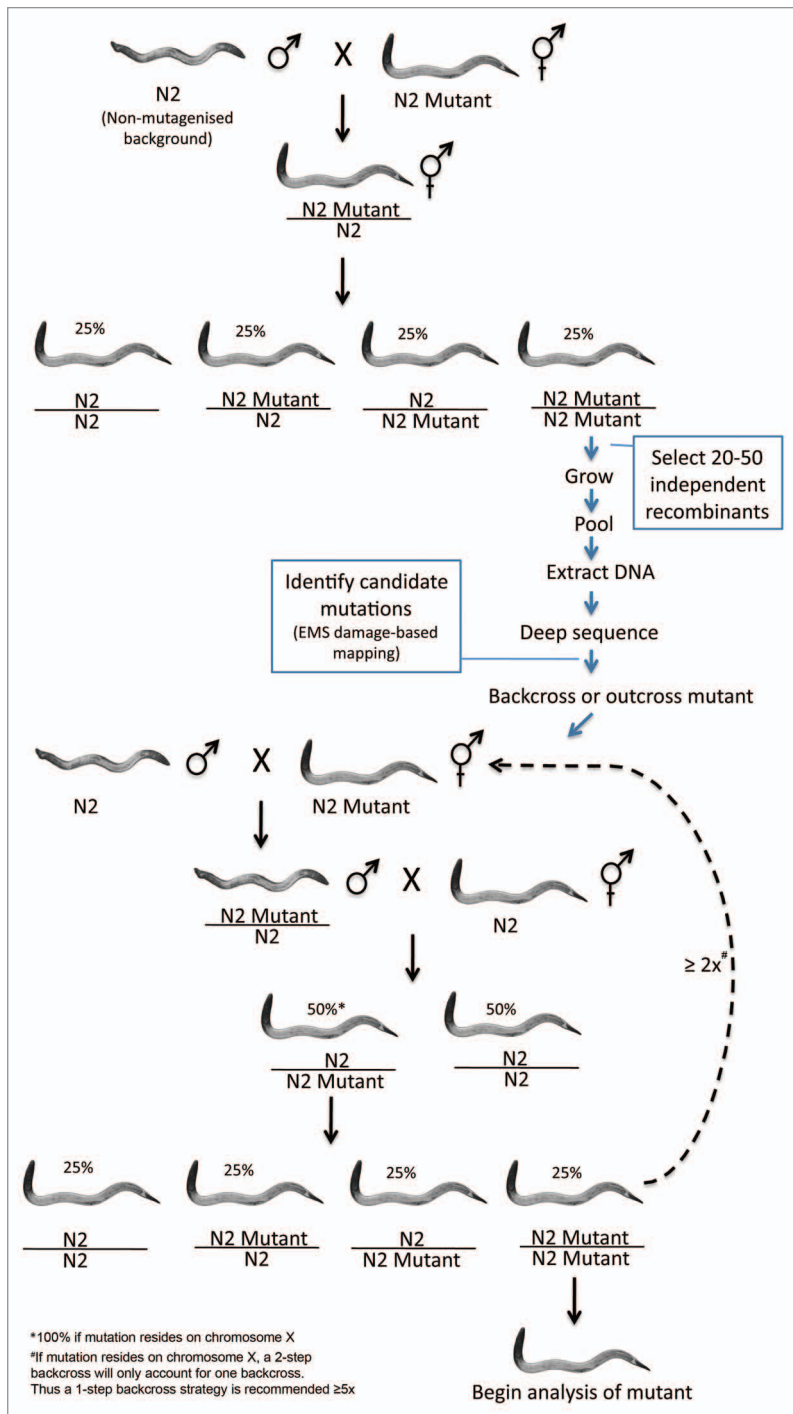 ♂ X ⚥
N2 N2 Mutant
(Non-mutagenised
background)
⚥
N2 Mutant
N2
25% 25% 25% 25%
N2 N2 Mutant N2 N2 Mutant
N2 N2 N2 Mutant N2 Mutant
Select 20-50
independent
recombinants
Grow
Pool
Extract DNA
Identify candidate
mutations
(EMS damage-based
mapping)
Deep sequence
Backcross or outcross mutant
♂ X ⚥
N2 N2 Mutant
♂ X ⚥
N2 Mutant N2
N2
≥ 2x#
50%* 50%
N2 N2
N2 Mutant N2
25% 25% 25% 25%
N2 N2 Mutant N2 N2 Mutant
N2 N2 N2 Mutant N2 Mutant
*100% if mutation resides on chromosome X
#If mutation resides on chromosome X, a 2-step
backcross will only account for one backcross.
Thus a 1-step backcross strategy is recommended ≥5x
Begin analysis of mutant